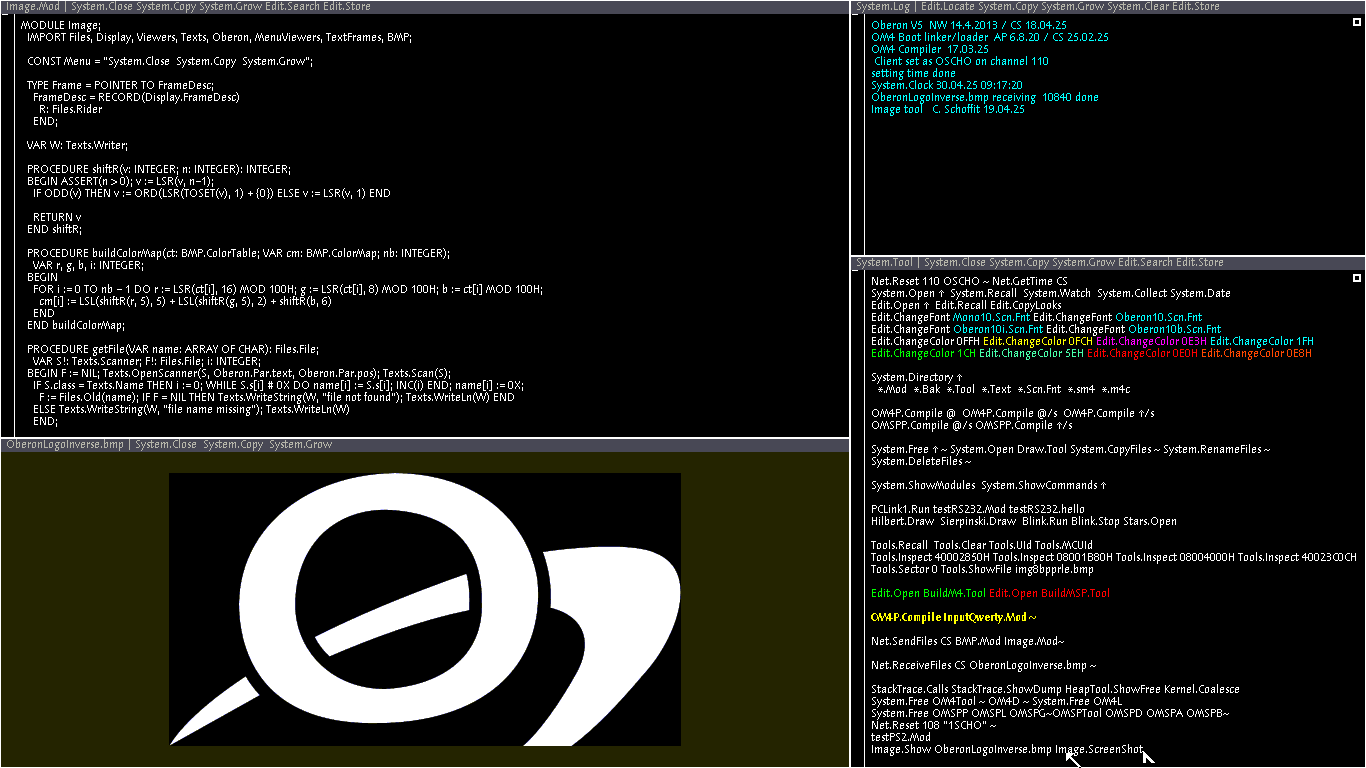 Image.Mod | System.Close System.Copy System.Grow Edit.Search Edit.Store
MODULE Image;
IMPORT Files, Display, Viewers, Texts, Oberon, MenuViewers, TextFrames, BMP;
CONST Menu = "System.Close System.Copy System.Grow";
TYPE Frame = POINTER TO FrameDesc;
FrameDesc = RECORD(Display.FrameDesc)
R: Files.Rider
END;
VAR W: Texts.Writer;
PROCEDURE shiftR(v: INTEGER; n: INTEGER): INTEGER;
BEGIN ASSERT(n > 0); v := LSR(v, n-1);
IF ODD(v) THEN v := ORD(LSR(TOSET(v), 1) + {0}) ELSE v := LSR(v, 1) END
RETURN v
END shiftR;
PROCEDURE buildColorMap(ct: BMP.ColorTable; VAR cm: BMP.ColorMap; nb: INTEGER);
VAR r, g, b, i: INTEGER;
BEGIN
FOR i := 0 TO nb - 1 DO r := LSR(ct[i], 16) MOD 100H; g := LSR(ct[i], 8) MOD 100H; b := ct[i] MOD 100H;
cm[i] := LSL(shiftR(r, 5), 5) + LSL(shiftR(g, 5), 2) + shiftR(b, 6)
END
END buildColorMap;
PROCEDURE getFile(VAR name: ARRAY OF CHAR): Files.File;
VAR S!: Texts.Scanner; F!: Files.File; i: INTEGER;
BEGIN F := NIL; Texts.OpenScanner(S, Oberon.Par.text, Oberon.Par.pos); Texts.Scan(S);
IF S.class = Texts.Name THEN i := 0; WHILE S.s[i] # 0X DO name[i] := S.s[i]; INC(i) END; name[i] := 0X;
F := Files.Old(name); IF F = NIL THEN Texts.WriteString(W, "file not found"); Texts.WriteLn(W) END
ELSE Texts.WriteString(W, "file name missing"); Texts.WriteLn(W)
END;
OberonLogoInverse.bmp | System.Close System.Copy System.Grow
System.Log | Edit.Locate System.Copy System.Grow System.Clear Edit.Store
Oberon V5 NW 14.4.2013 / CS 18.04.25
OM4 Boot linker/loader AP 6.8.20 / CS 25.02.25
OM4 Compiler 17.03.25
Client set as OSCHO on channel 110
setting time done
System.Clock 30.04.25 09:17:20
OberonLogoInverse.bmp receiving 10840 done
Image tool C. Schoffit 19.04.25
System.Tool | System.Close System.Copy System.Grow Edit.Search Edit.Store
Net.Reset 110 OSCHO ~ Net.GetTime CS
System.Open ↑ System.Recall System.Watch System.Collect System.Date
Edit.Open ↑ Edit.Recall Edit.CopyLooks
Edit.ChangeFont Mono10.Scn.Fnt Edit.ChangeFont Oberon10.Scn.Fnt
Edit.ChangeFont Oberon10i.Scn.Fnt Edit.ChangeFont Oberon10b.Scn.Fnt
Edit.ChangeColor 0FFH Edit.ChangeColor 0FCH Edit.ChangeColor 0E3H Edit.ChangeColor 1FH
Edit.ChangeColor 1CH Edit.ChangeColor 5EH Edit.ChangeColor 0E0H Edit.ChangeColor 0E8H
System.Directory ↑
*.Mod *.Bak *.Tool *.Text *.Scn.Fnt *.sm4 *.m4c
OM4P.Compile @ OM4P.Compile @/s OM4P.Compile ↑/s
OMSPP.Compile @/s OMSPP.Compile ↑/s
System.Free ↑ ~ System.Open Draw.Tool System.CopyFiles ~ System.RenameFiles ~
System.DeleteFiles ~
System.ShowModules System.ShowCommands ↑
PCLink1.Run testRS232.Mod testRS232.hello
Hilbert.Draw Sierpinski.Draw Blink.Run Blink.Stop Stars.Open
Tools.Recall Tools.Clear Tools.UId Tools.MCUId
Tools.Inspect 40002850H Tools.Inspect 08001B80H Tools.Inspect 08004000H Tools.Inspect 40023C0CH
Tools.Sector 0 Tools.ShowFile img8bpprle.bmp
Edit.Open BuildM4.Tool Edit.Open BuildMSP.Tool
OM4P.Compile InputQwerty.Mod ~
Net.SendFiles CS BMP.Mod Image.Mod~
Net.ReceiveFiles CS OberonLogoInverse.bmp ~
StackTrace.Calls StackTrace.ShowDump HeapTool.ShowFree Kernel.Coalesce
System.Free OM4Tool ~ OM4D ~ System.Free OM4L
System.Free OMSPP OMSPL OMSPG~OMSPTool OMSPD OMSPA OMSPB~
Net.Reset 108 "1SCHO" ~
testPS2.Mod
Image.Show OberonLogoInverse.bmp Image.ScreenShot